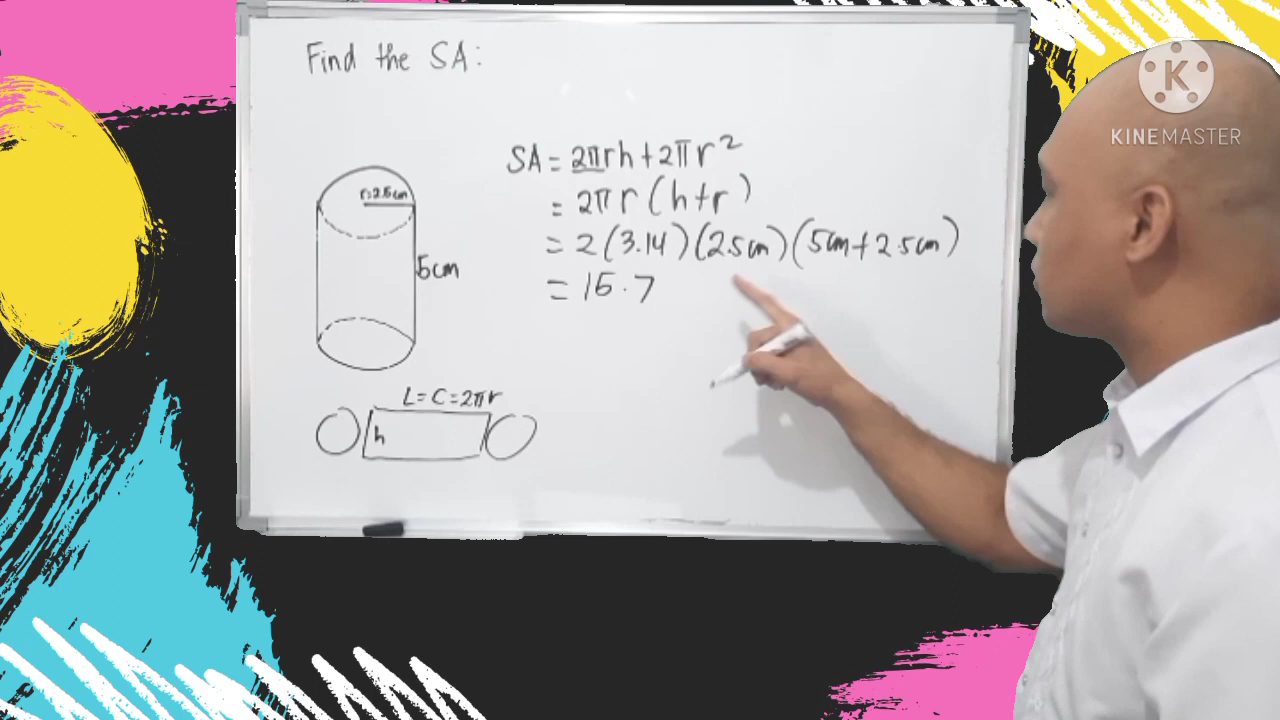 Find the SA:
SA = 2πrh + 2πr²
= 2πr (h + r)
= 2 (3.14) (2.5cm) (5cm + 2.5cm)
= 15.7
r=2.5cm
5cm
L = C = 2πr
h
K
KINEMASTER